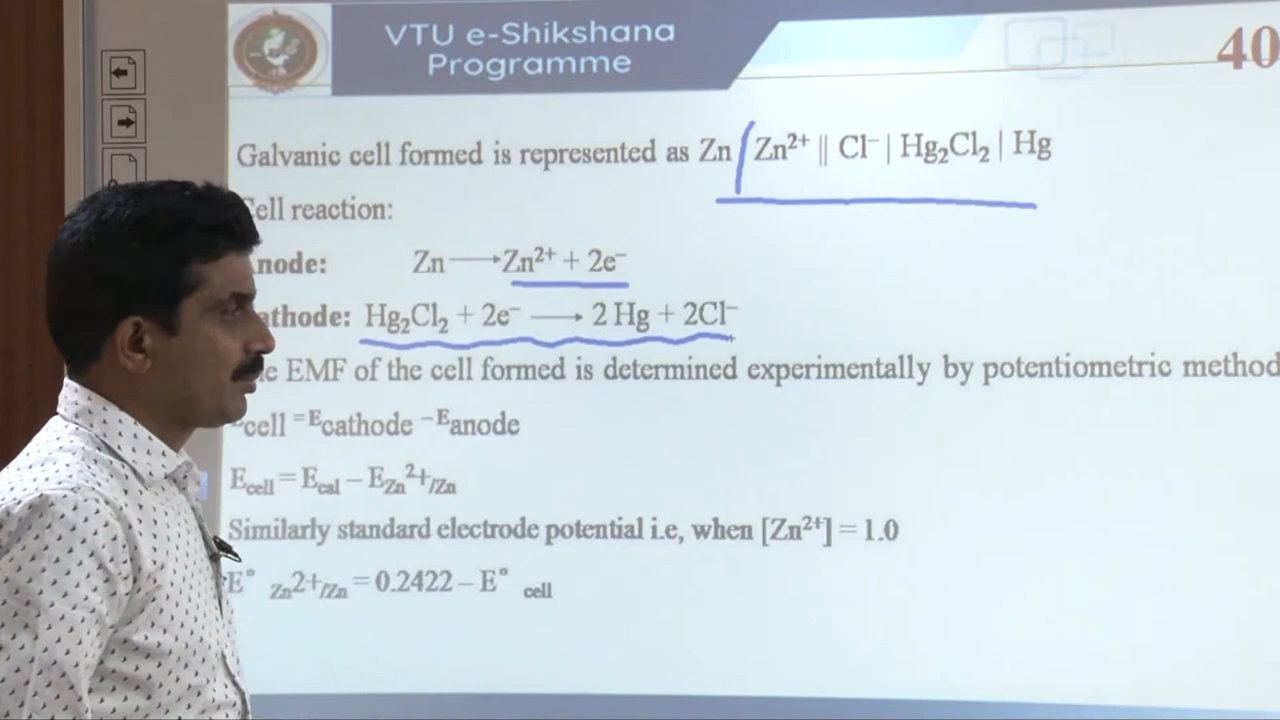 VTU e-Shikshana
Programme
40
Galvanic cell formed is represented as Zn / Zn²⁺ || Cl⁻ | Hg₂Cl₂ | Hg
ell reaction:
node: Zn ⟶ Zn²⁺ + 2e⁻
athode: Hg₂Cl₂ + 2e⁻ ⟶ 2 Hg + 2Cl⁻
e EMF of the cell formed is determined experimentally by potentiometric method
cell = Ecathode – Eanode
Ecell = Ecal – EZn²⁺/Zn
Similarly standard electrode potential i.e, when [Zn²⁺] = 1.0
E° Zn2+/Zn = 0.2422 – E° cell